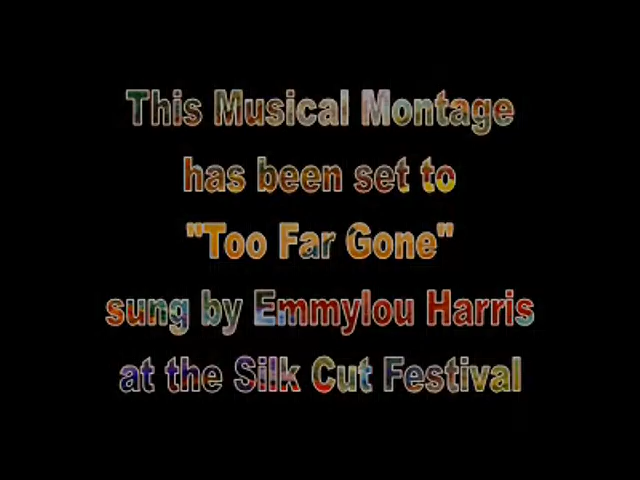 This Musical Montage
has been set to
"Too Far Gone"
sung by Emmylou Harris
at the Silk Cut Festival